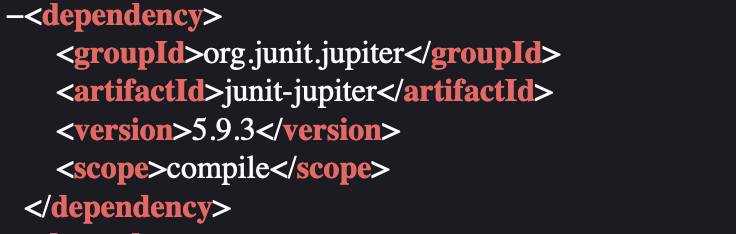 –<dependency>
<groupId>org.junit.jupiter</groupId>
<artifactId>junit-jupiter</artifactId>
<version>5.9.3</version>
<scope>compile</scope>
</dependency>